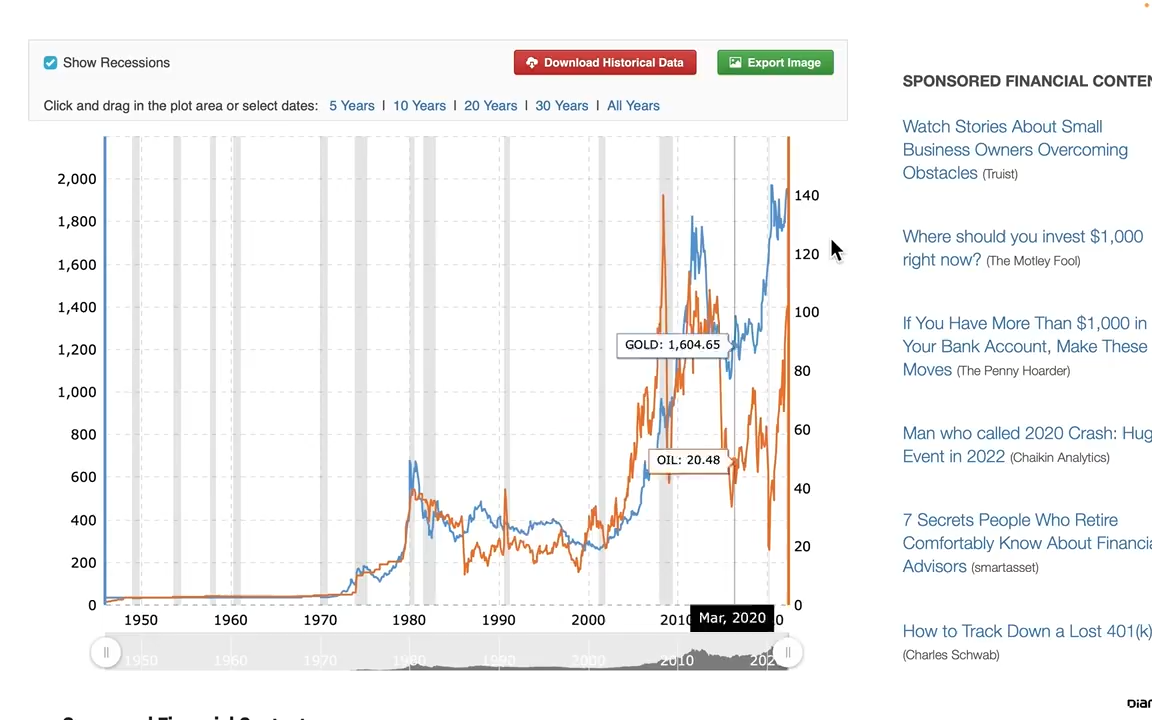 Show Recessions
Download Historical Data
Export Image
Click and drag in the plot area or select dates: 5 Years | 10 Years | 20 Years | 30 Years | All Years
2,000
1,800
1,600
1,400
1,200
1,000
800
600
400
200
0
140
120
100
80
60
40
20
0
GOLD: 1,604.65
OIL: 20.48
1950 1960 1970 1980 1990 2000 2010
Mar, 2020
1950 1960 1970 1980 1990 2000 2010
SPONSORED FINANCIAL CONTEN
Watch Stories About Small
Business Owners Overcoming
Obstacles (Truist)
Where should you invest $1,000
right now? (The Motley Fool)
If You Have More Than $1,000 in
Your Bank Account, Make These
Moves (The Penny Hoarder)
Man who called 2020 Crash: Hug
Event in 2022 (Chaikin Analytics)
7 Secrets People Who Retire
Comfortably Know About Financia
Advisors (smartasset)
How to Track Down a Lost 401(k)
(Charles Schwab)